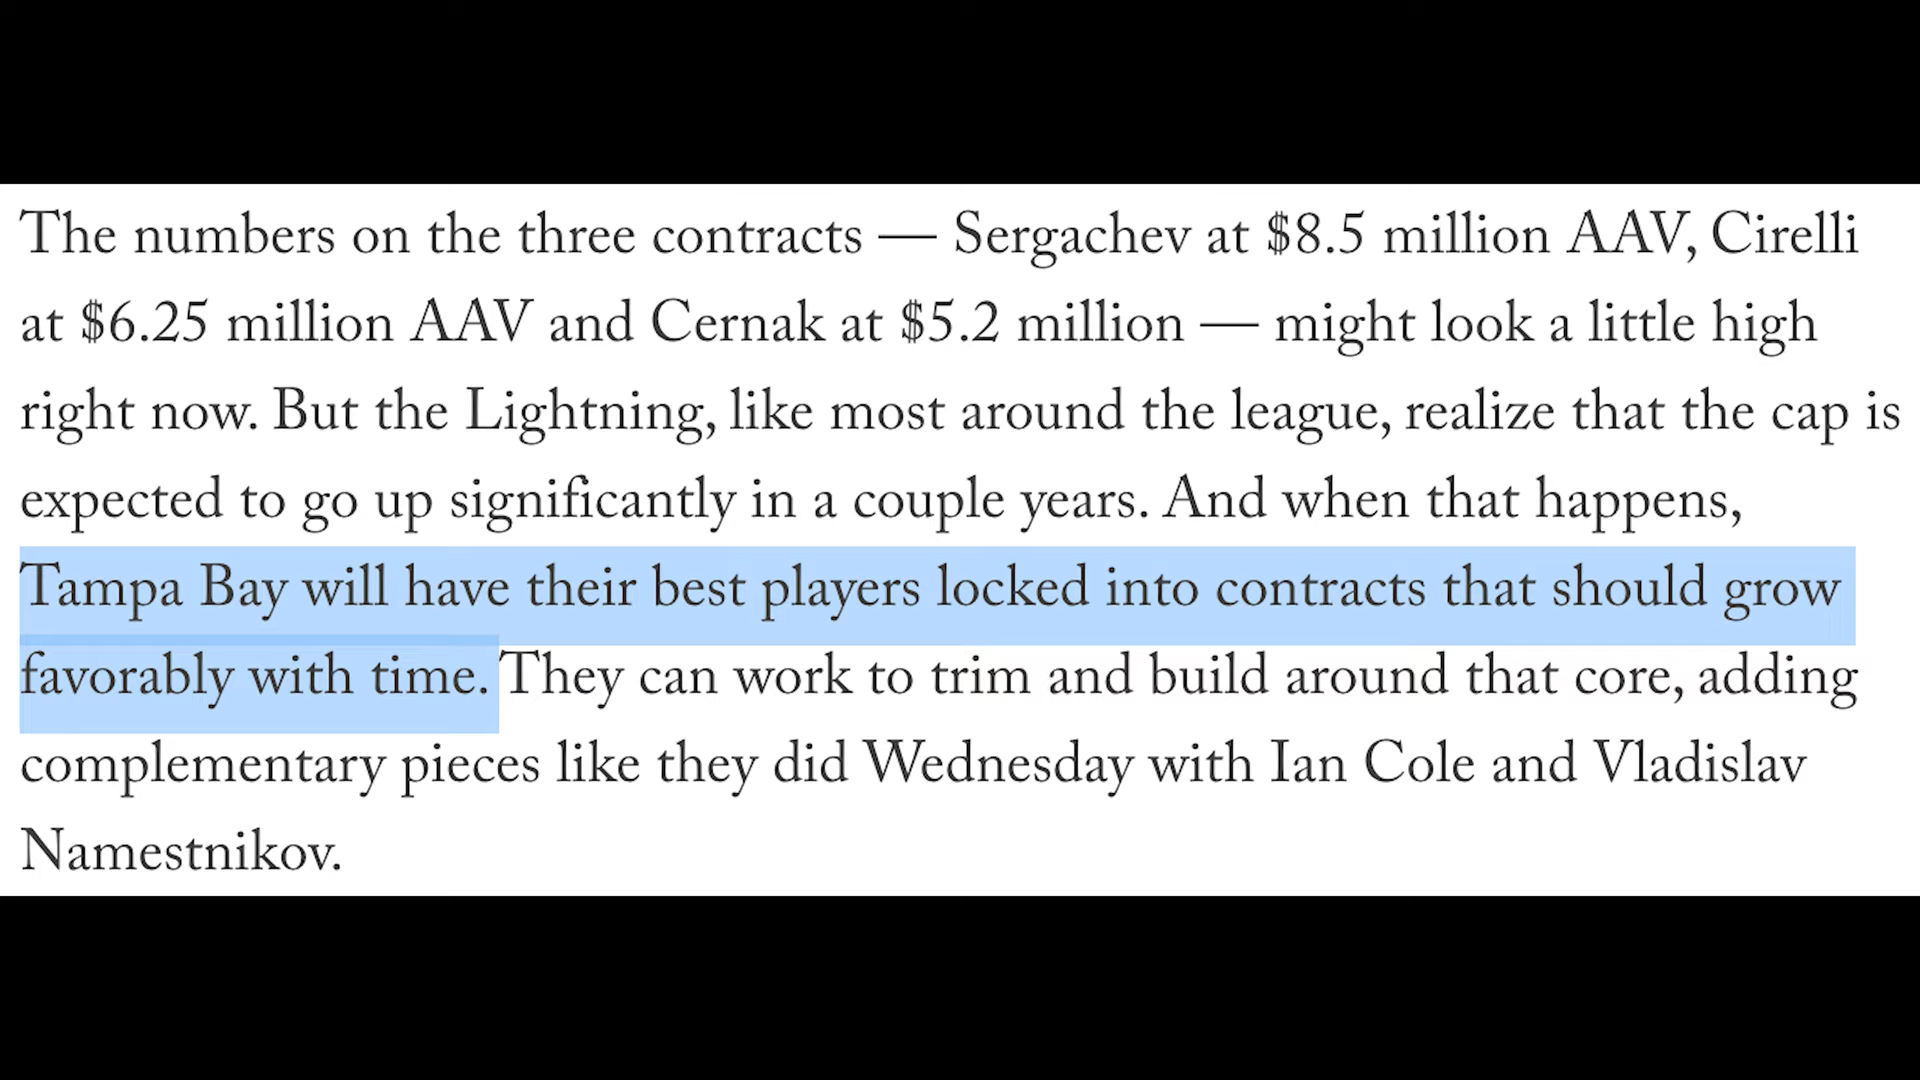 The numbers on the three contracts — Sergachev at $8.5 million AAV, Cirelli
at $6.25 million AAV and Cernak at $5.2 million — might look a little high
right now. But the Lightning, like most around the league, realize that the cap is
expected to go up significantly in a couple years. And when that happens,
Tampa Bay will have their best players locked into contracts that should grow
favorably with time. They can work to trim and build around that core, adding
complementary pieces like they did Wednesday with Ian Cole and Vladislav
Namestnikov.